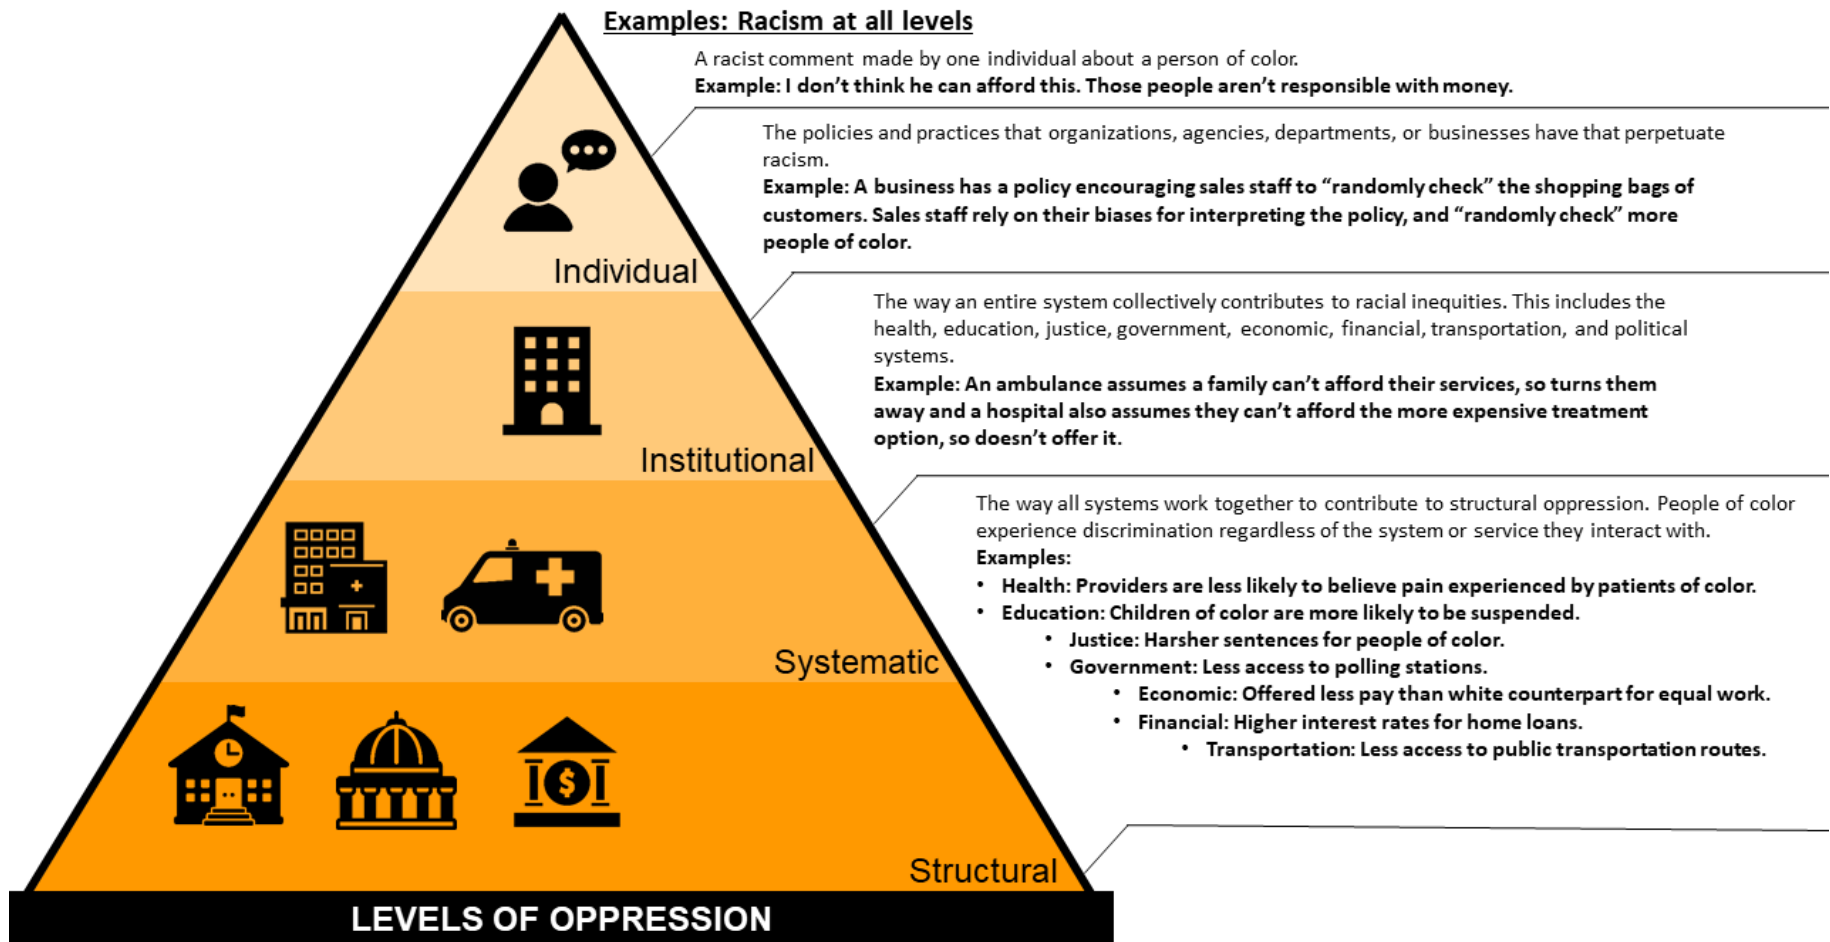 Examples: Racism at all levels
A racist comment made by one individual about a person of color.
Example: I don’t think he can afford this. Those people aren’t responsible with money.
The policies and practices that organizations, agencies, departments, or businesses have that perpetuate
racism.
Example: A business has a policy encouraging sales staff to “randomly check” the shopping bags of
customers. Sales staff rely on their biases for interpreting the policy, and “randomly check” more
people of color.
Individual
The way an entire system collectively contributes to racial inequities. This includes the
health, education, justice, government, economic, financial, transportation, and political
systems.
Example: An ambulance assumes a family can’t afford their services, so turns them
away and a hospital also assumes they can’t afford the more expensive treatment
option, so doesn’t offer it.
Institutional
The way all systems work together to contribute to structural oppression. People of color
experience discrimination regardless of the system or service they interact with.
Examples:
• Health: Providers are less likely to believe pain experienced by patients of color.
• Education: Children of color are more likely to be suspended.
• Justice: Harsher sentences for people of color.
• Government: Less access to polling stations.
• Economic: Offered less pay than white counterpart for equal work.
• Financial: Higher interest rates for home loans.
• Transportation: Less access to public transportation routes.
Systematic
$
Structural
LEVELS OF OPPRESSION